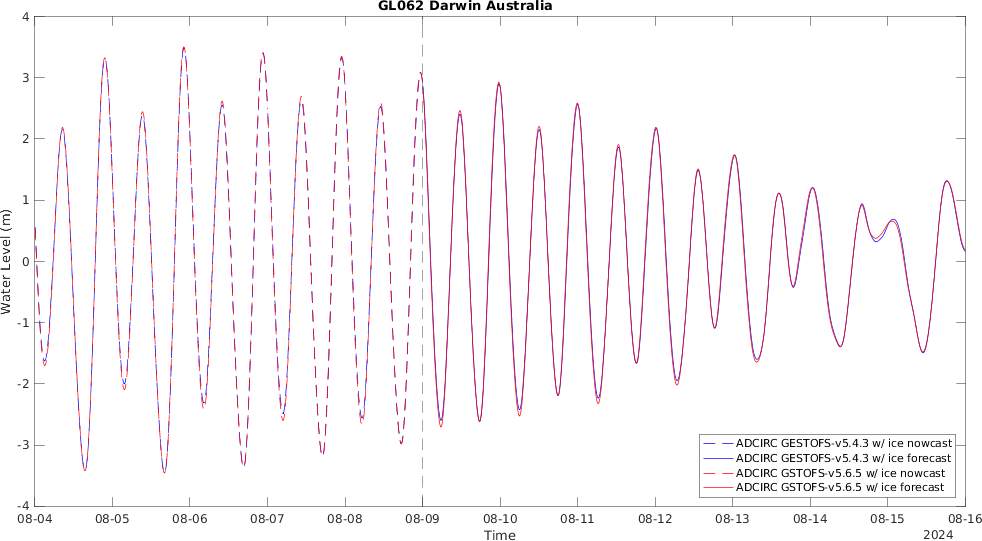 GL062 Darwin Australia
4
3
2
1
0
-1
-2
-3
-4
Water Level (m)
ADCIRC GESTOFS-v5.4.3 w/ ice nowcast
ADCIRC GESTOFS-v5.4.3 w/ ice forecast
ADCIRC GSTOFS-v5.6.5 w/ ice nowcast
ADCIRC GSTOFS-v5.6.5 w/ ice forecast
08-04 08-05 08-06 08-07 08-08 08-09 08-10 08-11 08-12 08-13 08-14 08-15 08-16
Time
2024